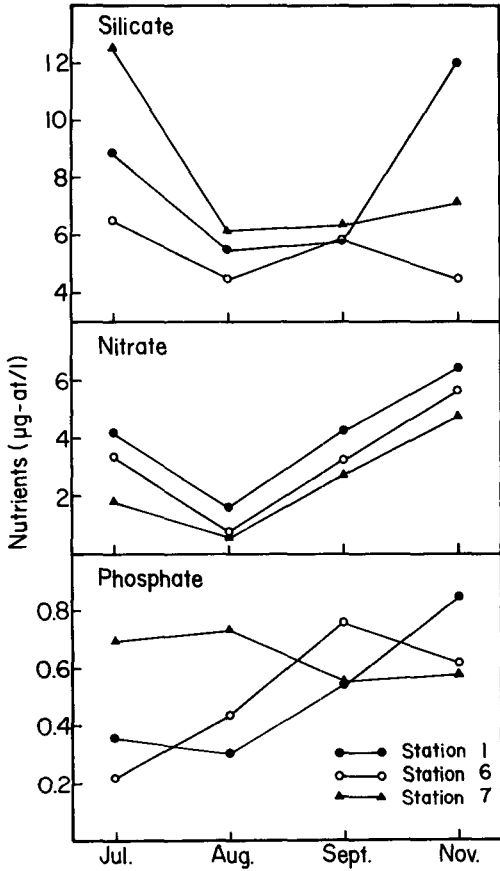 Silicate
12
10
8
6
4
Nitrate
6
4
2
Nutrients (µg-at/l)
Phosphate
0.8
0.6
0.4
0.2
Station 1
Station 6
Station 7
Jul. Aug. Sept. Nov.